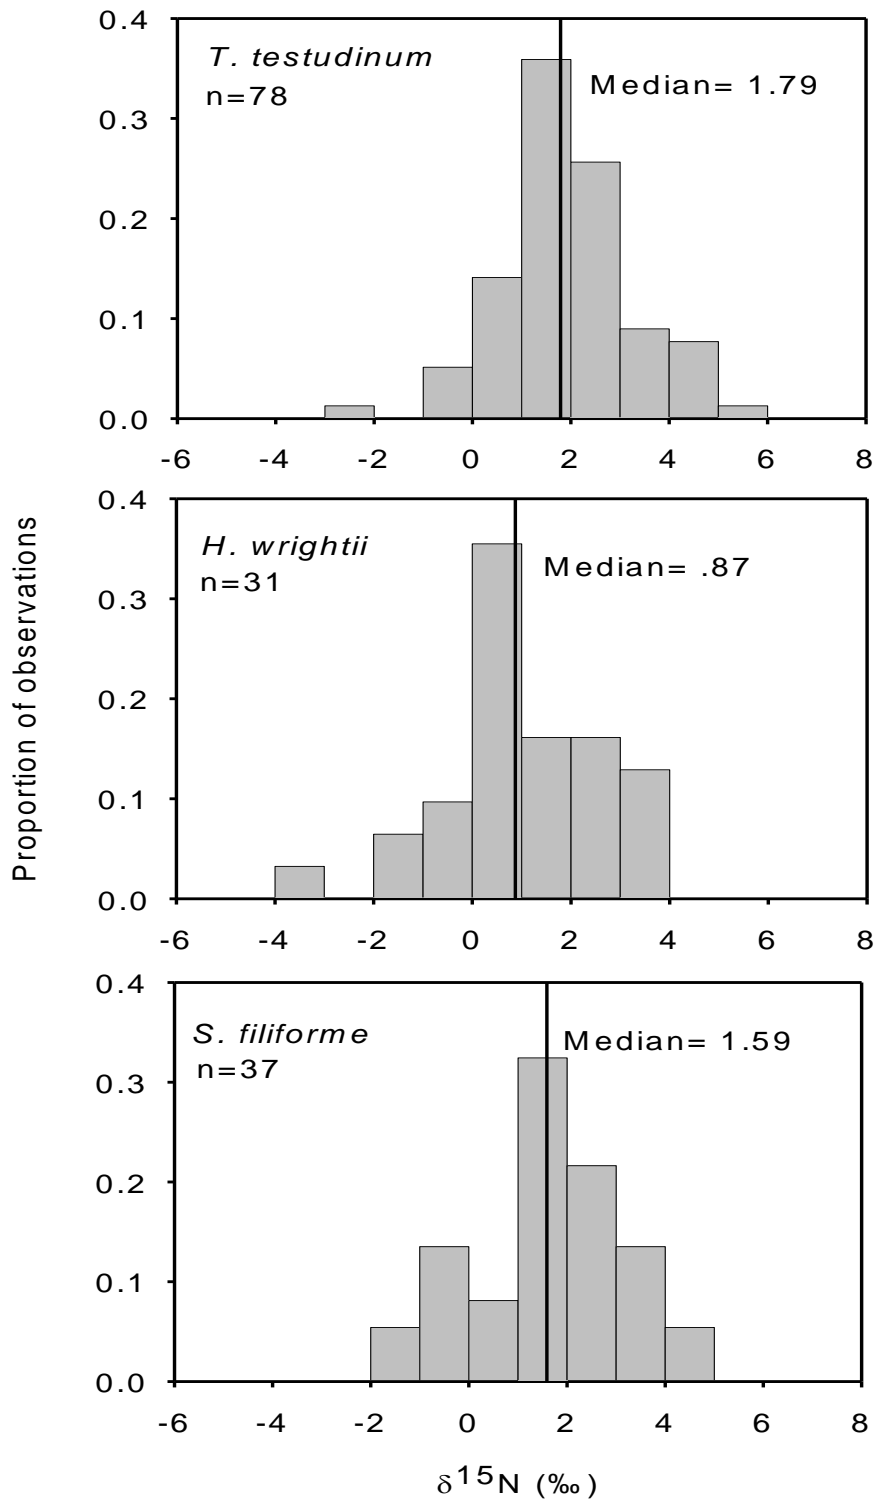 0.4
T. testudinum
n=78
Median= 1.79
0.3
0.2
0.1
0.0
-6 -4 -2 0 2 4 6 8
Proportion of observations
0.4
H. wrightii
n=31
Median= .87
0.3
0.2
0.1
0.0
-6 -4 -2 0 2 4 6 8
0.4
S. filiforme
n=37
Median= 1.59
0.3
0.2
0.1
0.0
-6 -4 -2 0 2 4 6 8
δ15N (‰)